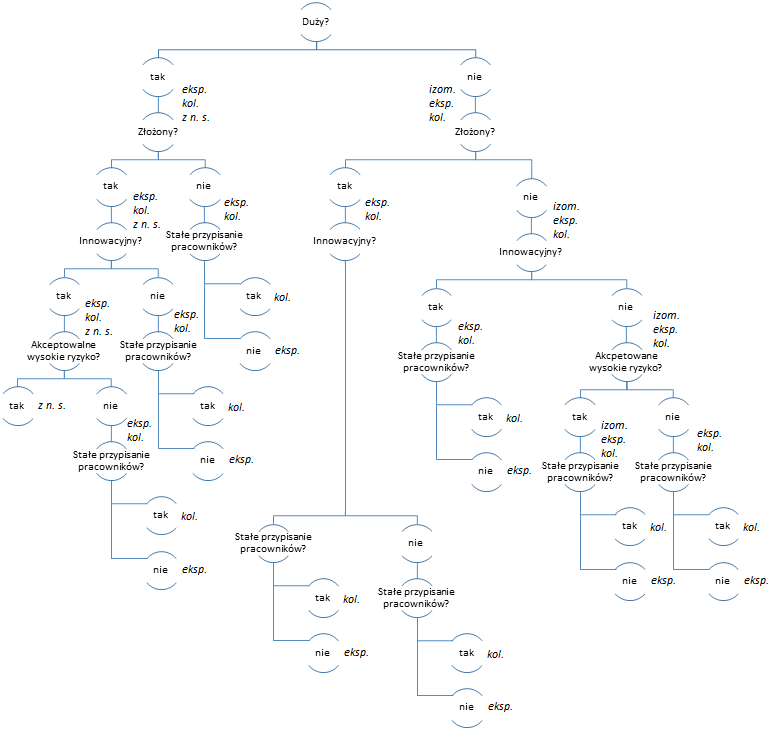 Duży?
tak
nie
eksp.
kol.
z n. s.
izom.
eksp.
kol.
Złożony?
Złożony?
tak
nie
tak
nie
eksp.
kol.
z n. s.
eksp.
kol.
eksp.
kol.
izom.
eksp.
kol.
Innowacyjny?
Stałe przypisanie
pracowników?
Innowacyjny?
Innowacyjny?
tak
nie
tak
kol.
nie
eksp.
tak
nie
eksp.
kol.
z n. s.
eksp.
kol.
eksp.
kol.
izom.
eksp.
kol.
Akceptowalne
wysokie ryzyko?
Stałe przypisanie
pracowników?
Stałe przypisanie
pracowników?
Akcpetowane
wysokie ryzyko?
tak
z n. s.
nie
tak
kol.
nie
eksp.
tak
kol.
nie
eksp.
tak
nie
eksp.
kol.
izom.
eksp.
kol.
eksp.
kol.
Stałe przypisanie
pracowników?
Stałe przypisanie
pracowników?
Stałe przypisanie
pracowników?
tak
kol.
nie
eksp.
tak
kol.
nie
eksp.
tak
kol.
nie
eksp.
Stałe przypisanie
pracowników?
nie
tak
kol.
nie
eksp.
Stałe przypisanie
pracowników?
tak
kol.
nie
eksp.